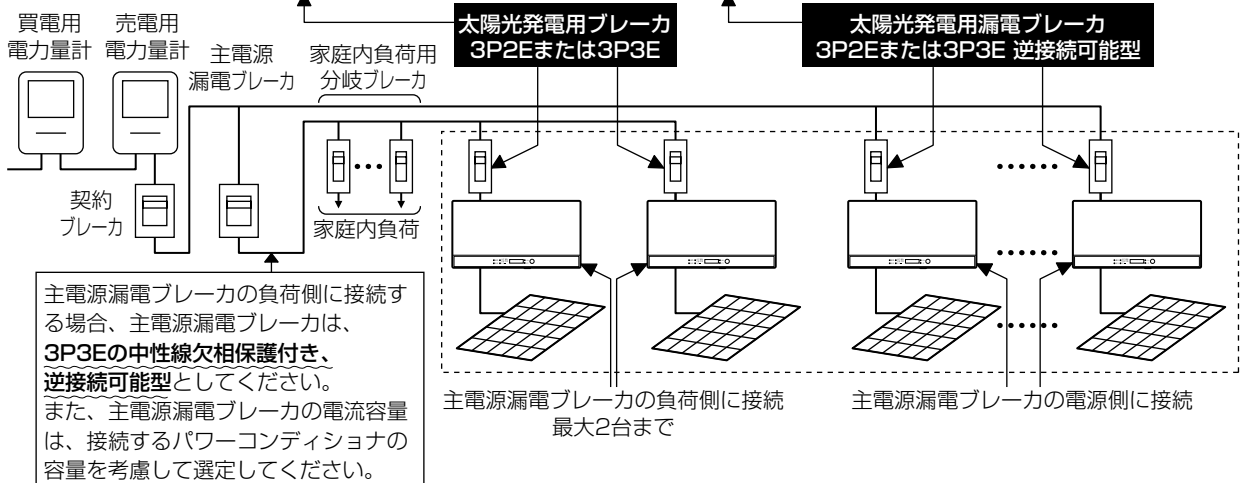 買電用
電力量計
売電用
電力量計
主電源
漏電ブレーカ
家庭内負荷用
分岐ブレーカ
太陽光発電用ブレーカ
3P2Eまたは3P3E
太陽光発電用漏電ブレーカ
3P2Eまたは3P3E 逆接続可能型
契約
ブレーカ
家庭内負荷
主電源漏電ブレーカの負荷側に接続す
る場合、主電源漏電ブレーカは、
3P3Eの中性線欠相保護付き、
逆接続可能型としてください。
また、主電源漏電ブレーカの電流容量
は、接続するパワーコンディショナの
容量を考慮して選定してください。
主電源漏電ブレーカの負荷側に接続
最大2台まで
主電源漏電ブレーカの電源側に接続